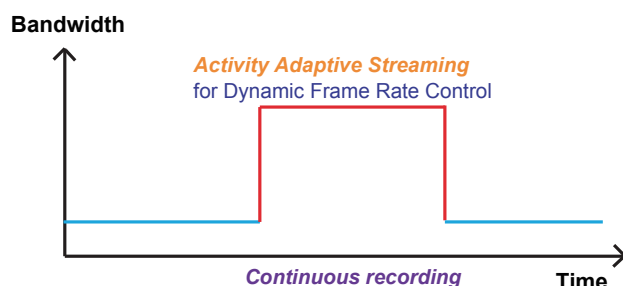 Bandwidth
Activity Adaptive Streaming
for Dynamic Frame Rate Control
Continuous recording
Time